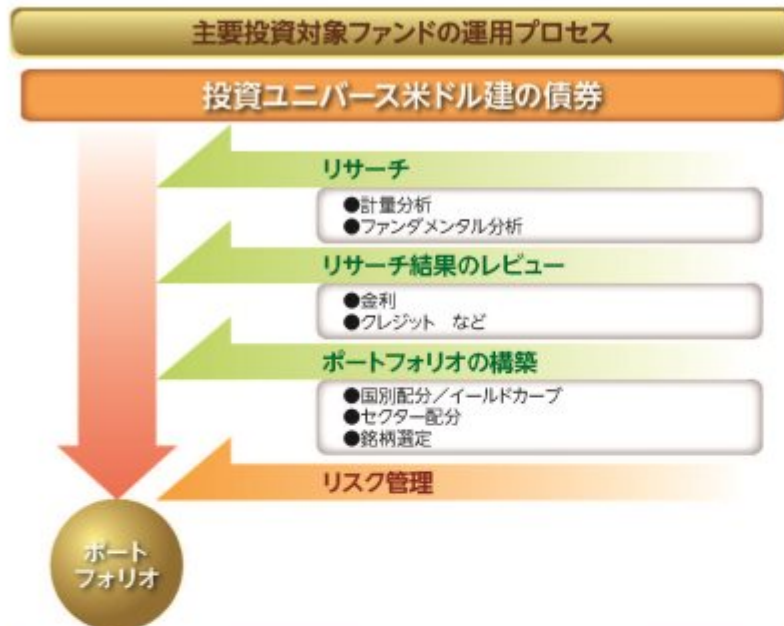 主要投資対象ファンドの運用プロセス
投資ユニバース米ドル建の債券
リサーチ
●計量分析
●ファンダメンタル分析
リサーチ結果のレビュー
●金利
●クレジット など
ポートフォリオの構築
●国別配分／イールドカーブ
●セクター配分
●銘柄選定
リスク管理
ポート
フォリオ